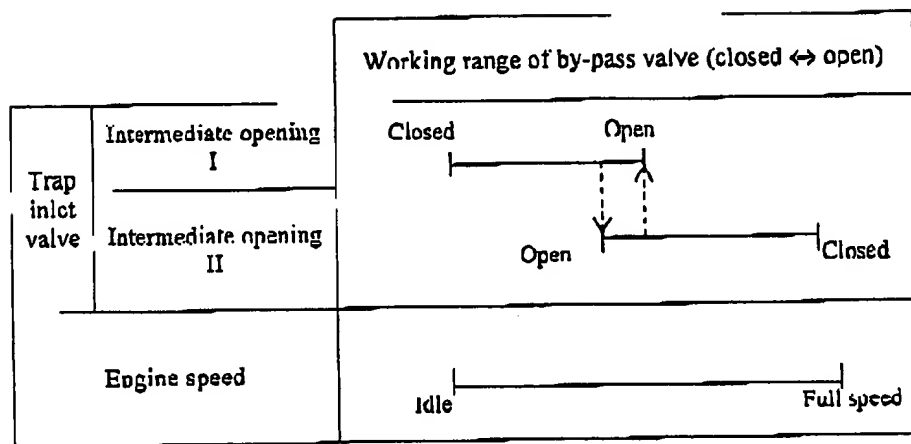 Working range of by-pass valve (closed ↔ open)
Trap
inlet
valve
Intermediate opening
I
Closed
Open
Intermediate opening
II
Open
Closed
Engine speed
Idle
Full speed